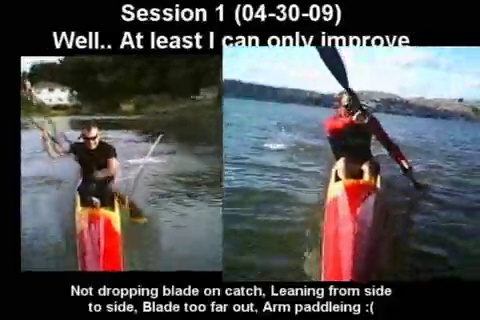 Session 1 (04-30-09)
Well.. At least I can only improve
Not dropping blade on catch, Leaning from side
to side, Blade too far out, Arm paddleing :(